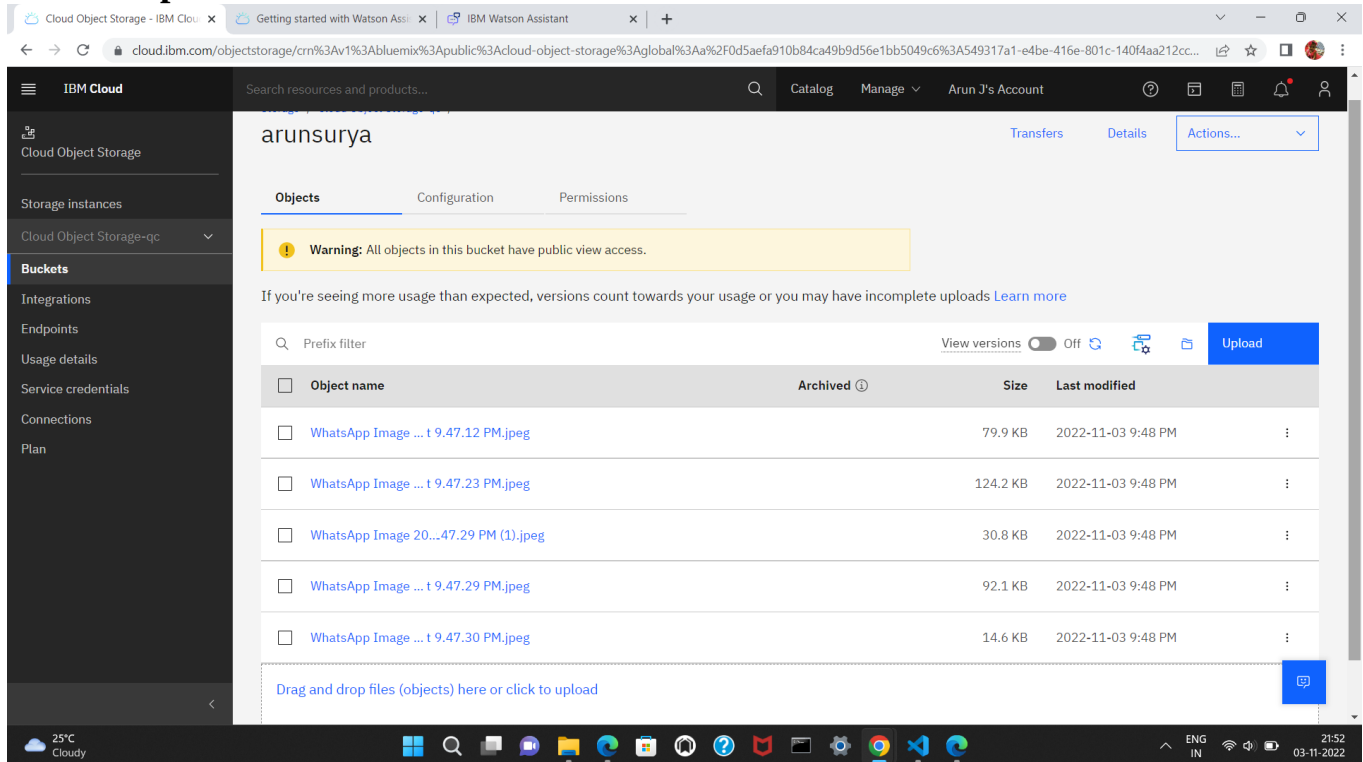 Cloud Object Storage - IBM Clou
Getting started with Watson Assi
IBM Watson Assistant
cloud.ibm.com/objectstorage/crn%3Av1%3Abluemix%3Apublic%3Acloud-object-storage%3Aglobal%3Aa%2F0d5aefa910b84ca49b9d56e1bb5049c6%3A549317a1-e4be-416e-801c-140f4aa212cc...
IBM Cloud
Search resources and products...
Catalog
Manage
Arun J's Account
Cloud Object Storage
arunsurya
Transfers
Details
Actions...
Storage instances
Cloud Object Storage-qc
Buckets
Integrations
Endpoints
Usage details
Service credentials
Connections
Plan
Objects
Configuration
Permissions
Warning: All objects in this bucket have public view access.
If you're seeing more usage than expected, versions count towards your usage or you may have incomplete uploads Learn more
Prefix filter
View versions
Off
Upload
Object name Archived Size Last modified
WhatsApp Image ... t 9.47.12 PM.jpeg 79.9 KB 2022-11-03 9:48 PM
WhatsApp Image ... t 9.47.23 PM.jpeg 124.2 KB 2022-11-03 9:48 PM
WhatsApp Image 20...47.29 PM (1).jpeg 30.8 KB 2022-11-03 9:48 PM
WhatsApp Image ... t 9.47.29 PM.jpeg 92.1 KB 2022-11-03 9:48 PM
WhatsApp Image ... t 9.47.30 PM.jpeg 14.6 KB 2022-11-03 9:48 PM
Drag and drop files (objects) here or click to upload
25°C
Cloudy
ENG
IN
21:52
03-11-2022